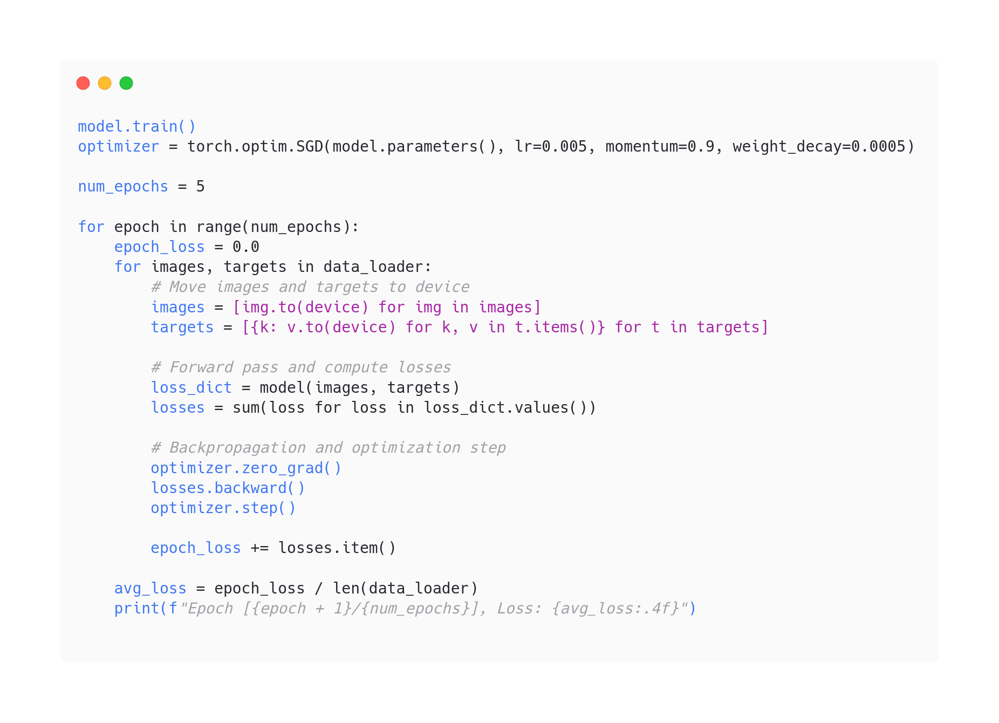 model.train()
optimizer = torch.optim.SGD(model.parameters(), lr=0.005, momentum=0.9, weight_decay=0.0005)
num_epochs = 5
for epoch in range(num_epochs):
    epoch_loss = 0.0
    for images, targets in data_loader:
        # Move images and targets to device
        images = [img.to(device) for img in images]
        targets = [{k: v.to(device) for k, v in t.items()} for t in targets]
        # Forward pass and compute losses
        loss_dict = model(images, targets)
        losses = sum(loss for loss in loss_dict.values())
        # Backpropagation and optimization step
        optimizer.zero_grad()
        losses.backward()
        optimizer.step()
        epoch_loss += losses.item()
    avg_loss = epoch_loss / len(data_loader)
    print(f"Epoch [{epoch + 1}/{num_epochs}], Loss: {avg_loss:.4f}")